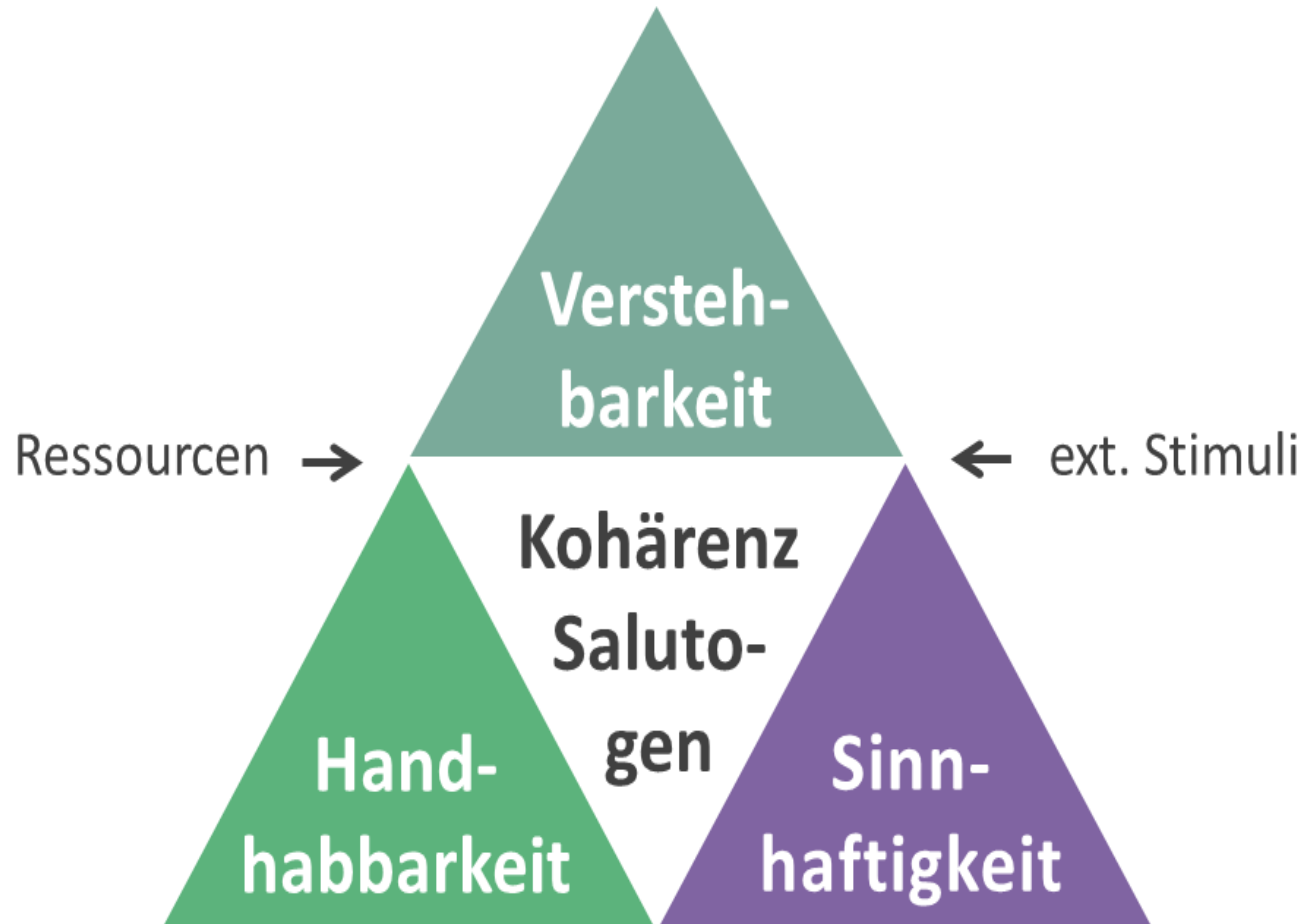 Versteh-
barkeit
Ressourcen → ← ext. Stimuli
Kohärenz
Saluto-
gen
Hand-
habbarkeit
Sinn-
haftigkeit